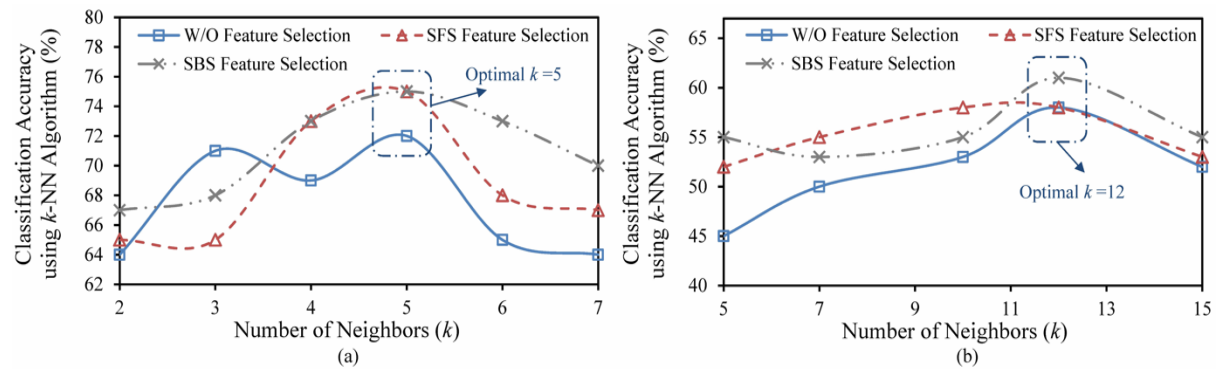 Classification Accuracy
using k-NN Algorithm (%)
80
78
76
74
72
70
68
66
64
62
W/O Feature Selection
SFS Feature Selection
SBS Feature Selection
Optimal k =5
2
3
4
5
6
7
Number of Neighbors (k)
(a)
Classification Accuracy
using k-NN Algorithm (%)
65
60
55
50
45
40
W/O Feature Selection
SFS Feature Selection
SBS Feature Selection
Optimal k =12
5
7
9
11
13
15
Number of Neighbors (k)
(b)